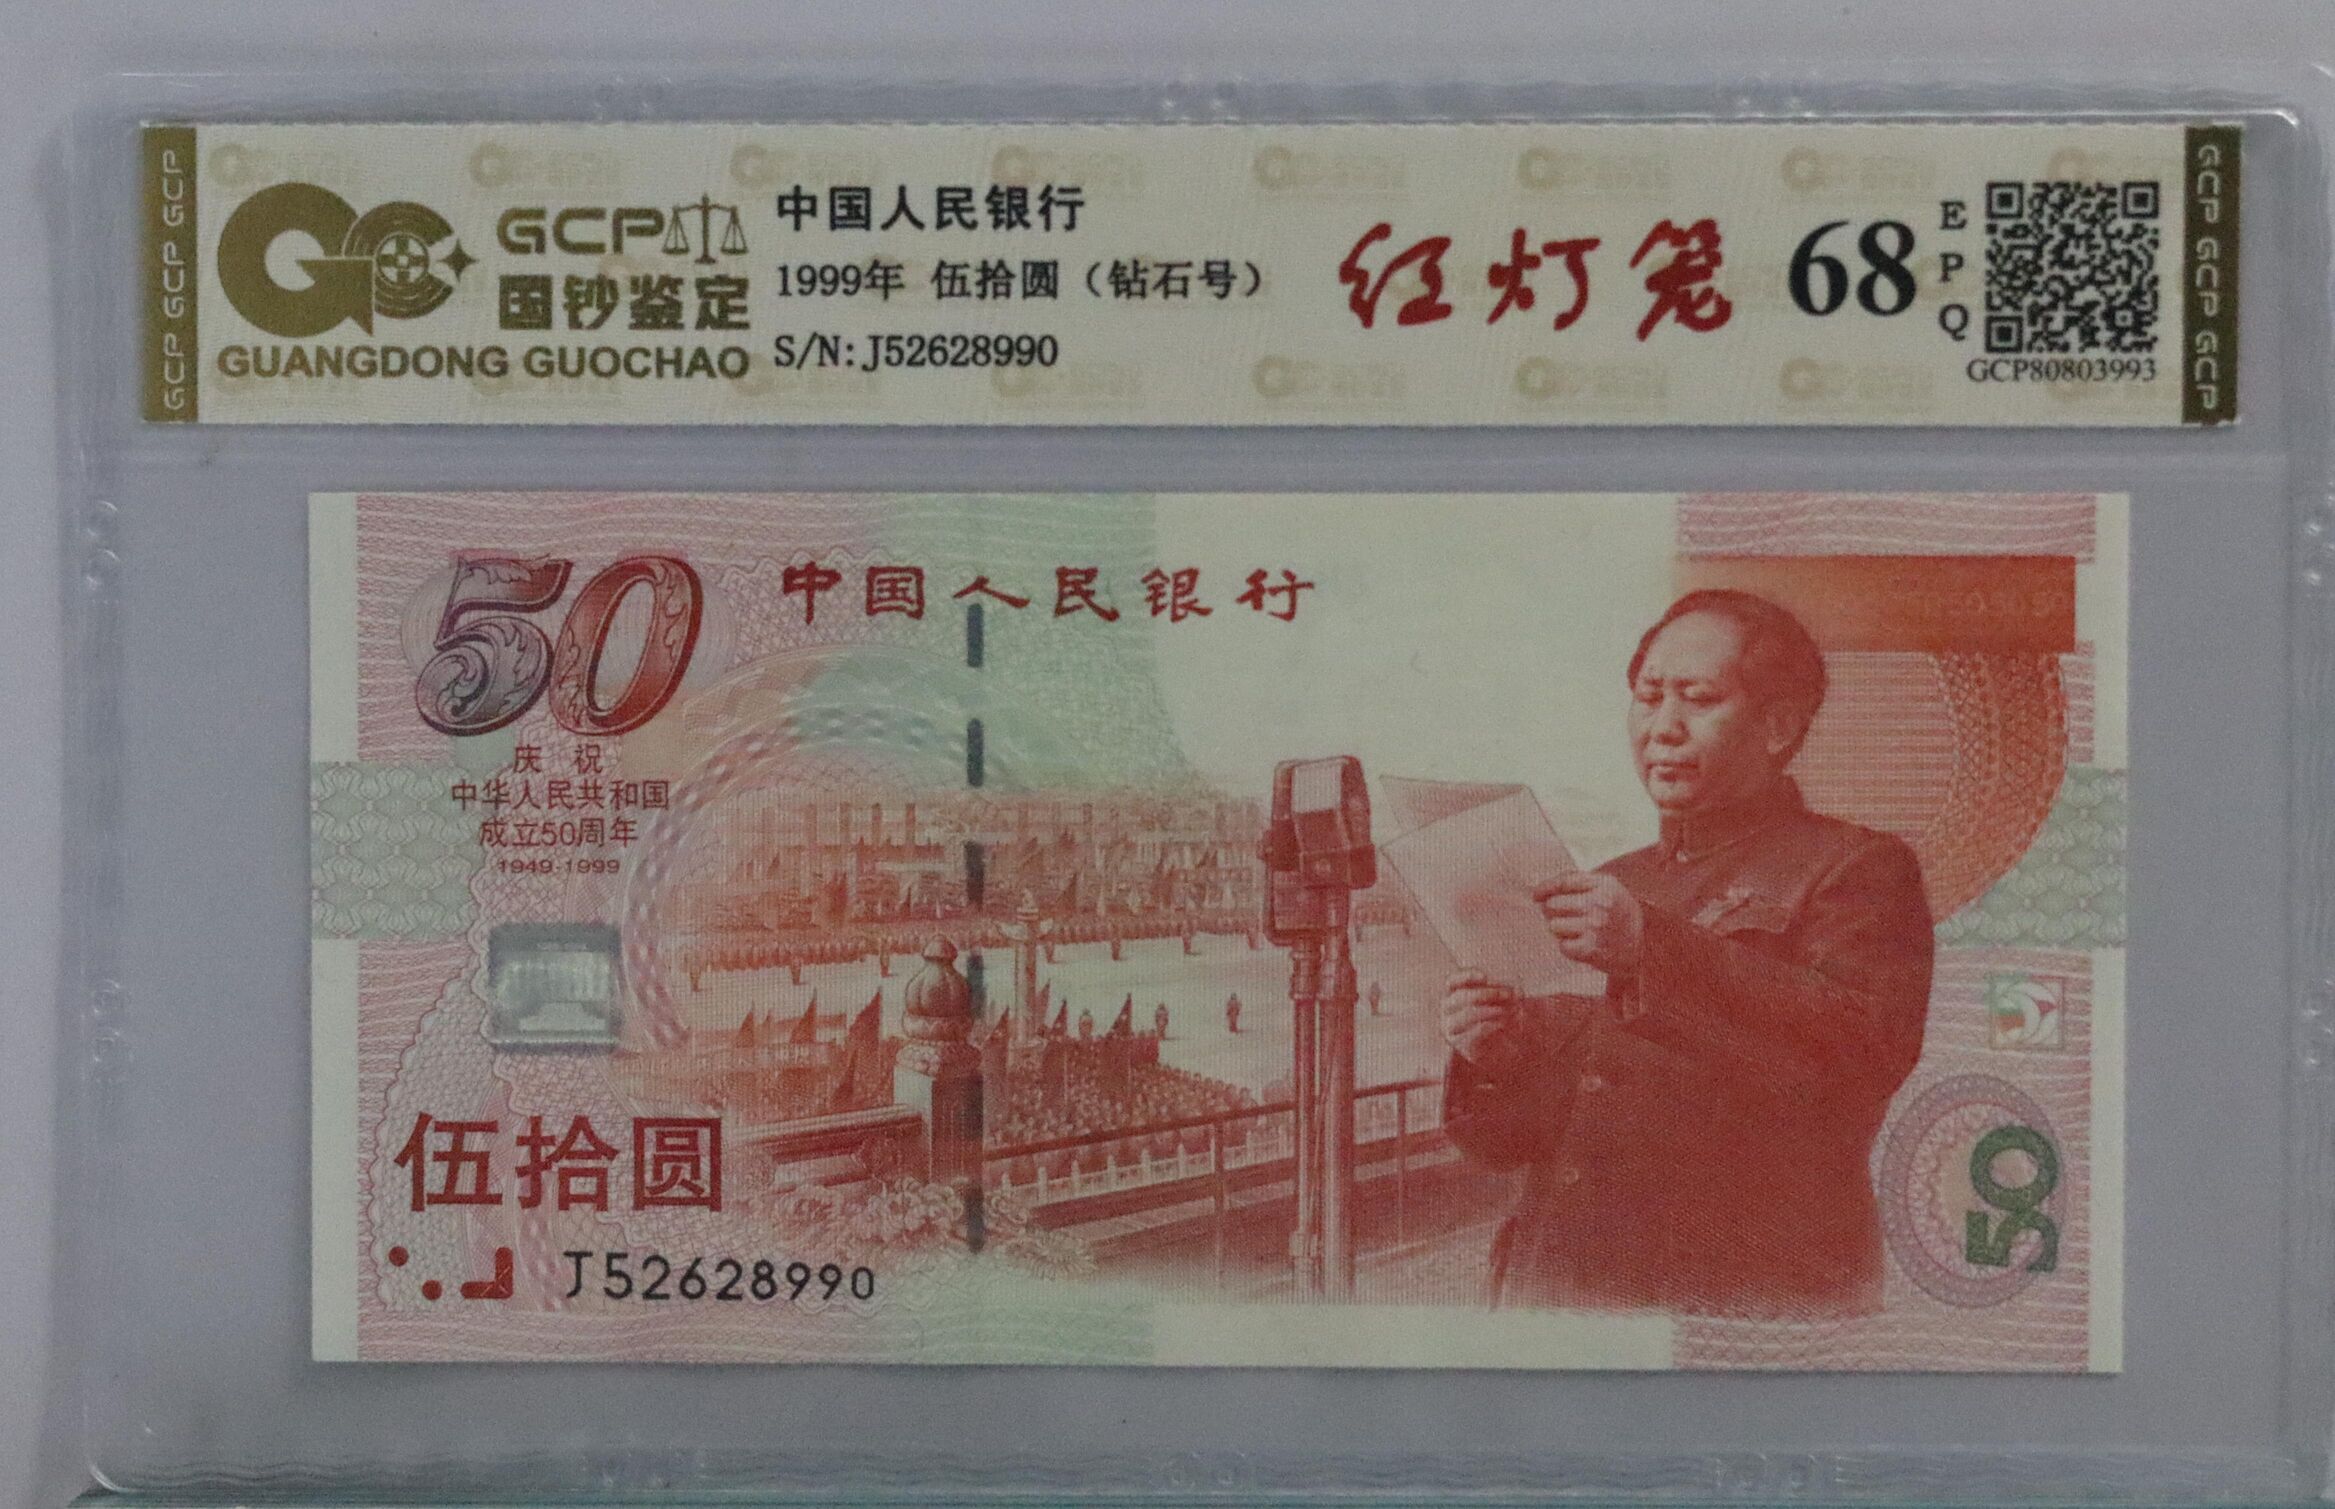 GCP GCP GCP
GCP
国钞鉴定
GUANGDONG GUOCHAO
中国人民银行
1999年 伍拾圆（钻石号）
S/N:J52628990
红灯笼
68
E
P
Q
GCP80803993
GCP GCP GCP
50
中国人民银行
庆 祝
中华人民共和国
成立50周年
1949-1999
伍拾圆
J52628990
50